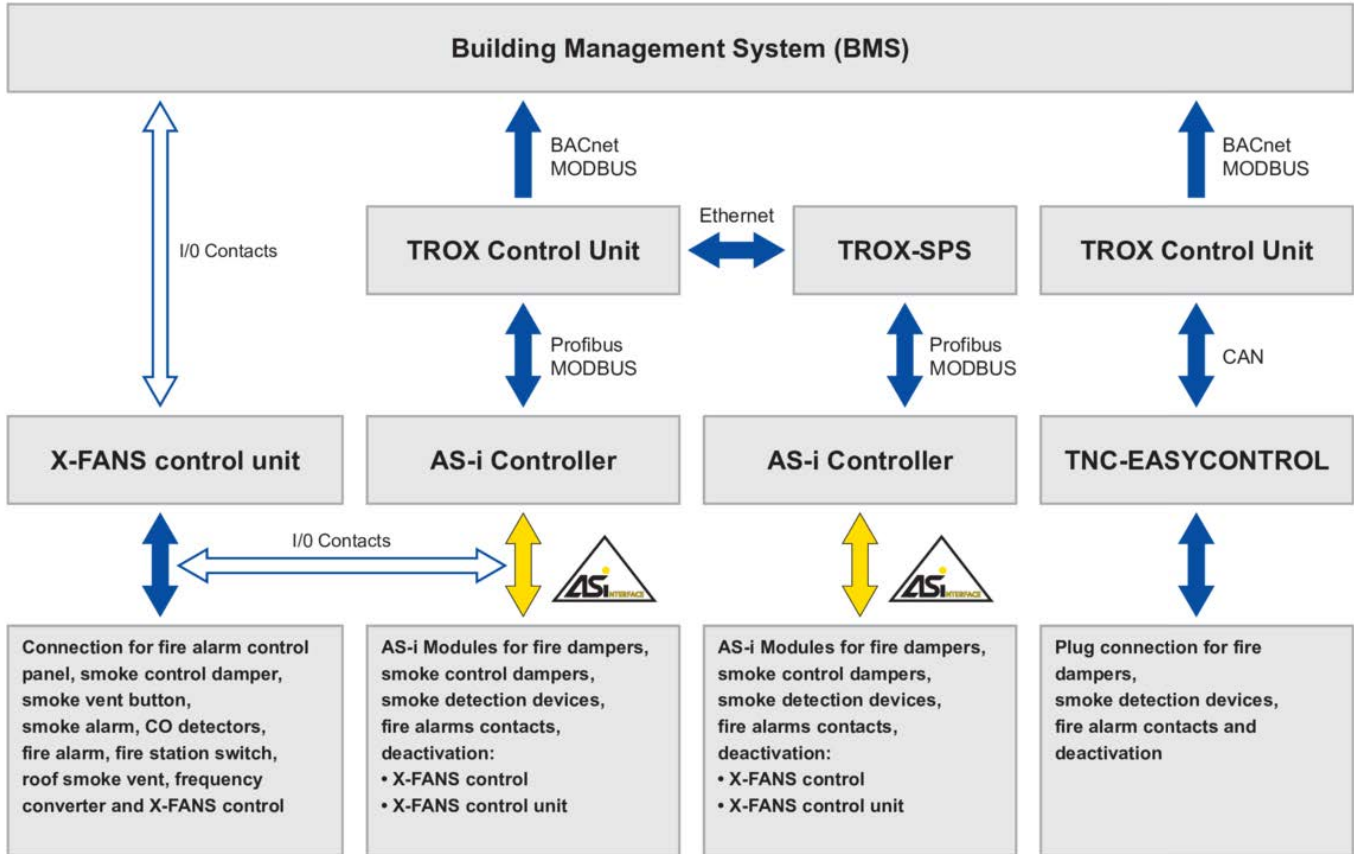 Building Management System (BMS)
I/0 Contacts
BACnet
MODBUS
BACnet
MODBUS
TROX Control Unit
Ethernet
TROX-SPS
TROX Control Unit
Profibus
MODBUS
Profibus
MODBUS
CAN
X-FANS control unit
AS-i Controller
AS-i Controller
TNC-EASYCONTROL
I/0 Contacts
ASi INTERFACE
ASi INTERFACE
Connection for fire alarm control
panel, smoke control damper,
smoke vent button,
smoke alarm, CO detectors,
fire alarm, fire station switch,
roof smoke vent, frequency
converter and X-FANS control
AS-i Modules for fire dampers,
smoke control dampers,
smoke detection devices,
fire alarms contacts,
deactivation:
• X-FANS control
• X-FANS control unit
AS-i Modules for fire dampers,
smoke control dampers,
smoke detection devices,
fire alarms contacts,
deactivation:
• X-FANS control
• X-FANS control unit
Plug connection for fire
dampers,
smoke detection devices,
fire alarm contacts and
deactivation